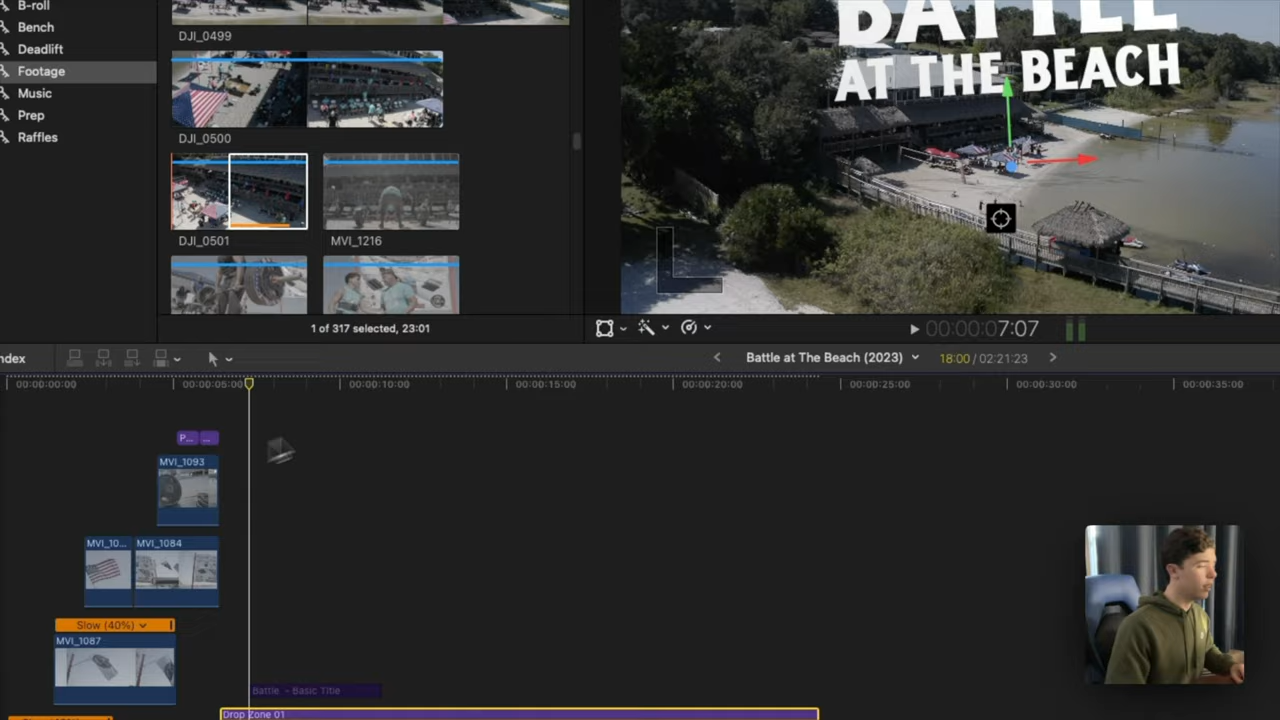 B-roll
Bench
Deadlift
Footage
Music
Prep
Raffles
DJI_0499
DJI_0500
DJI_0501
MVI_1216
1 of 317 selected, 23:01
BATTLE
AT THE BEACH
00:00:07:07
ndex
Battle at The Beach (2023)
18:00 / 02:21:23
00:00:00:00
00:00:05:00
00:00:10:00
00:00:15:00
00:00:20:00
00:00:25:00
00:00:30:00
00:00:35:00
P...
...
MVI_1093
MVI_10...
MVI_1084
Slow (40%)
MVI_1087
Battle - Basic Title
Drop Zone 01